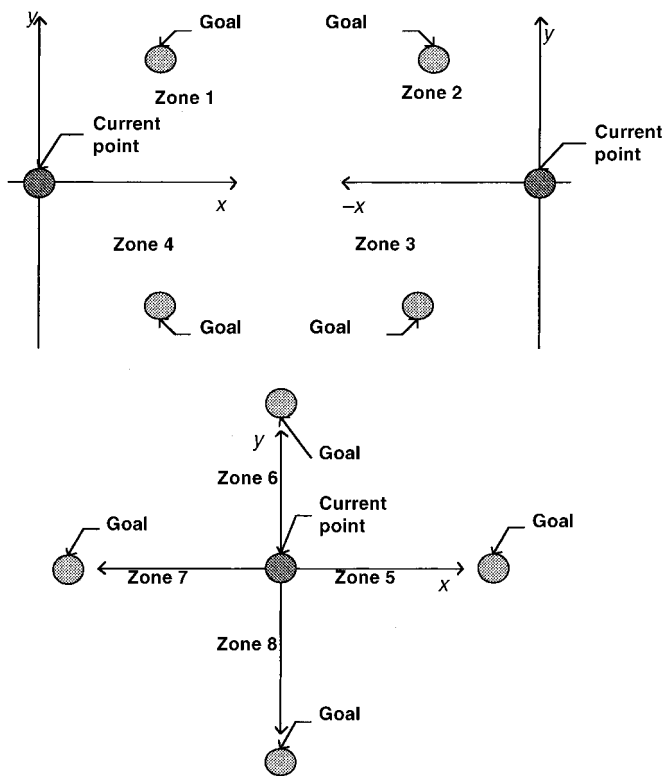 y
Goal
Goal
y
Zone 1
Zone 2
Current
point
Current
point
x
–x
Zone 4
Zone 3
Goal
Goal
y
Goal
Zone 6
Current
point
Goal
Goal
Zone 7
Zone 5
x
Zone 8
Goal